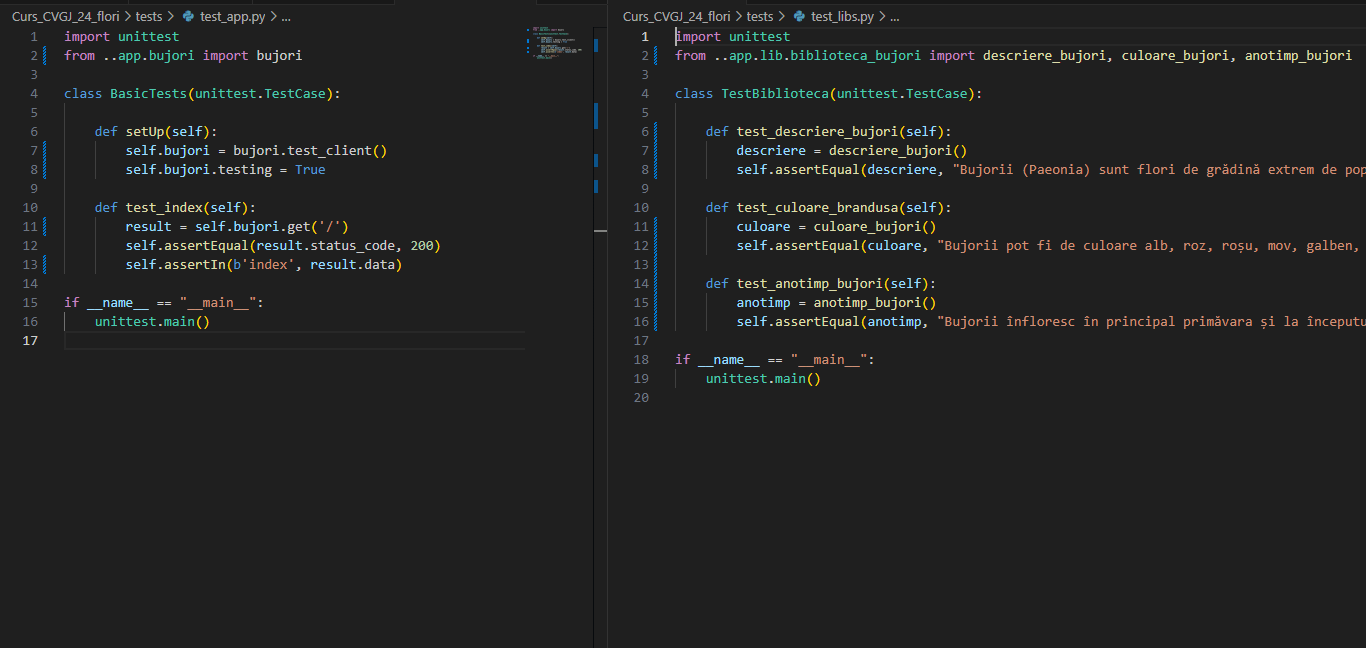 Curs_CVGJ_24_flori > tests > test_app.py > ...
1 import unittest
2 from ..app.bujori import bujori
3
4 class BasicTests(unittest.TestCase):
5
6 def setUp(self):
7 self.bujori = bujori.test_client()
8 self.bujori.testing = True
9
10 def test_index(self):
11 result = self.bujori.get('/')
12 self.assertEqual(result.status_code, 200)
13 self.assertIn(b'index', result.data)
14
15 if __name__ == "__main__":
16 unittest.main()
17
Curs_CVGJ_24_flori > tests > test_libs.py > ...
1 import unittest
2 from ..app.lib.biblioteca_bujori import descriere_bujori, culoare_bujori, anotimp_bujori
3
4 class TestBiblioteca(unittest.TestCase):
5
6 def test_descriere_bujori(self):
7 descriere = descriere_bujori()
8 self.assertEqual(descriere, "Bujorii (Paeonia) sunt flori de grădină extrem de pop
9
10 def test_culoare_brandusa(self):
11 culoare = culoare_bujori()
12 self.assertEqual(culoare, "Bujorii pot fi de culoare alb, roz, roșu, mov, galben,
13
14 def test_anotimp_bujori(self):
15 anotimp = anotimp_bujori()
16 self.assertEqual(anotimp, "Bujorii înfloresc în principal primăvara și la începutu
17
18 if __name__ == "__main__":
19 unittest.main()
20